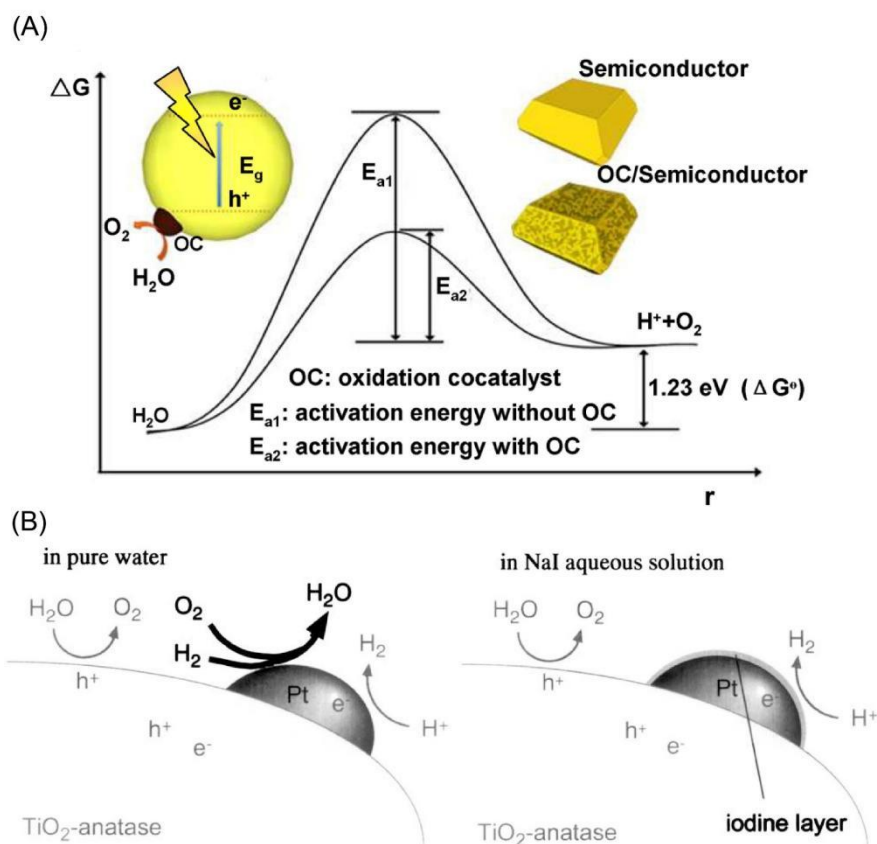 (A)
ΔG
e⁻
E_g
h⁺
O₂
OC
H₂O
E_a1
E_a2
Semiconductor
OC/Semiconductor
H⁺+O₂
1.23 eV ( ΔG⁰)
H₂O
OC: oxidation cocatalyst
E_a1: activation energy without OC
E_a2: activation energy with OC
r
(B)
in pure water
H₂O O₂
h⁺
O₂
H₂
H₂O
Pt
e⁻
H₂
H⁺
h⁺
e⁻
TiO₂-anatase
in NaI aqueous solution
H₂O O₂
h⁺
Pt
e⁻
H₂
H⁺
h⁺
e⁻
TiO₂-anatase
iodine layer